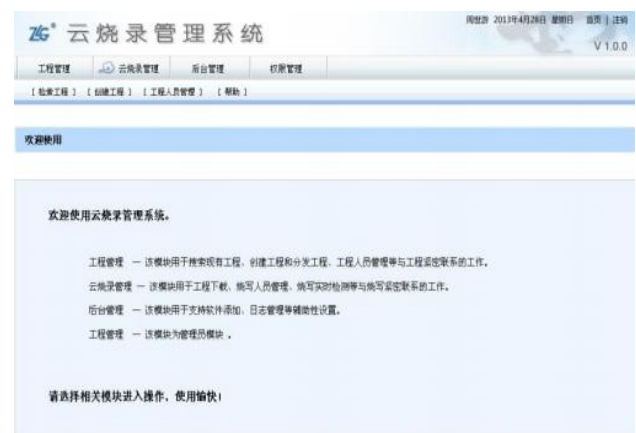 ZLG® 云烧录管理系统
周世游 2013年4月28日 星期日 首页 | 注销
V 1.0.0
工程管理 云烧录管理 后台管理 权限管理
[ 检索工程 ] [ 创建工程 ] [ 工程人员管理 ] [ 帮助 ]
欢迎使用
欢迎使用云烧录管理系统。
工程管理 — 该模块用于搜索现有工程、创建工程和分发工程、工程人员管理等与工程紧密联系的工作。
云烧录管理 — 该模块用于工程下载、烧写人员管理、烧写实时检测等与烧写紧密联系的工作。
后台管理 — 该模块用于支持软件添加、日志管理等辅助性设置。
工程管理 — 该模块为管理员模块 。
请选择相关模块进入操作，使用愉快！